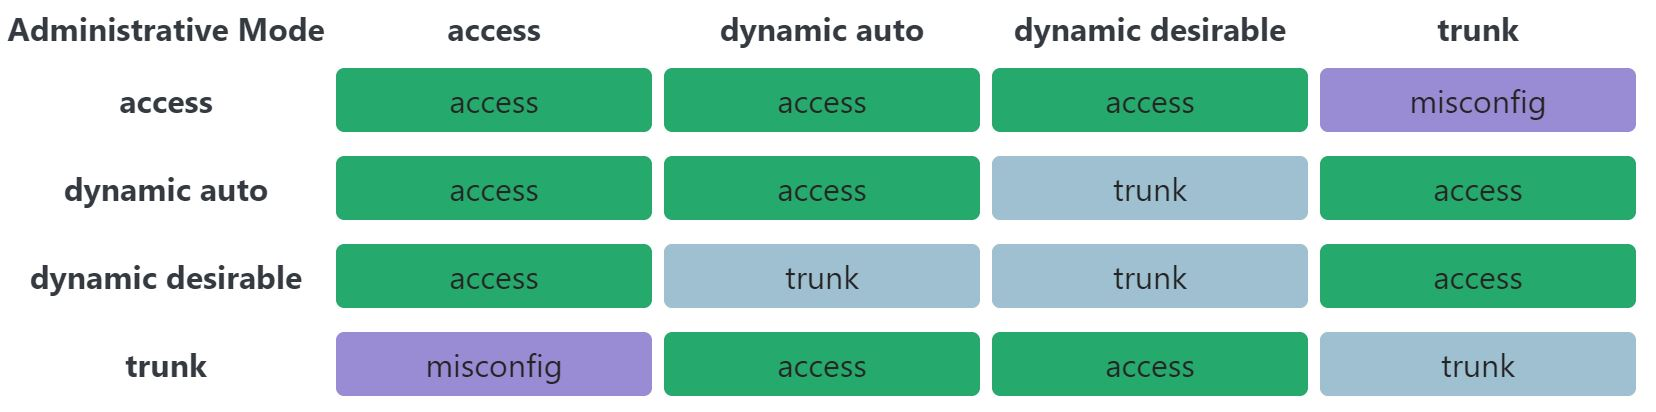 Administrative Mode access dynamic auto dynamic desirable trunk
access access access access misconfig
dynamic auto access access trunk access
dynamic desirable access trunk trunk access
trunk misconfig access access trunk